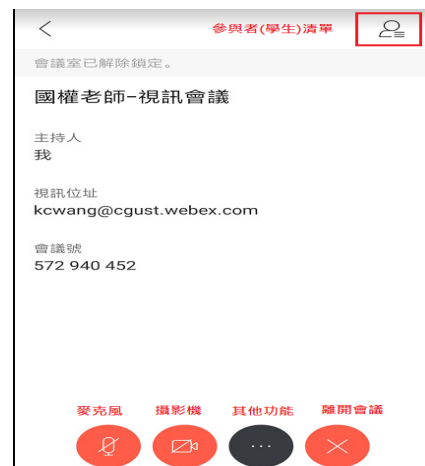 參與者(學生)清單
會議室已解除鎖定。
國權老師-視訊會議
主持人
我
視訊位址
kcwang@cgust.webex.com
會議號
572 940 452
麥克風 攝影機 其他功能 離開會議